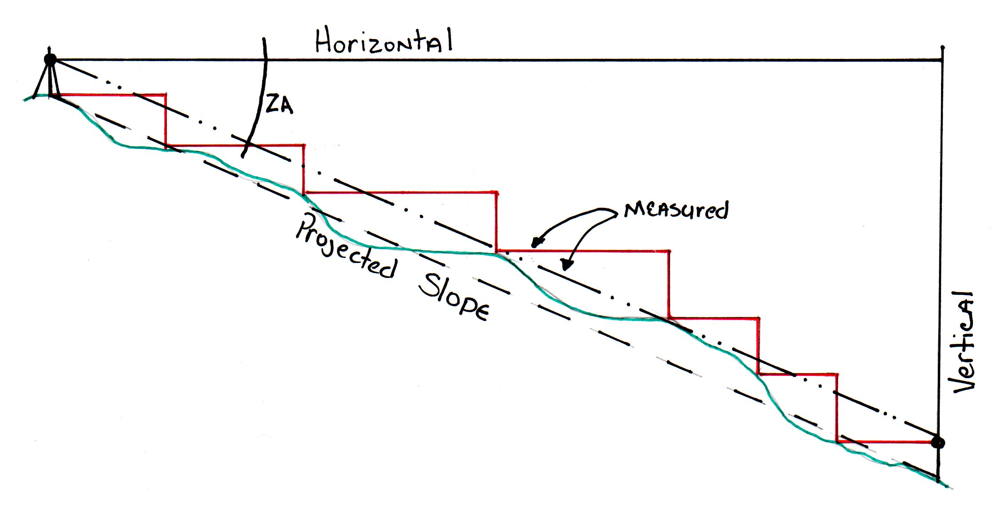 Horizontal
ZA
Measured
Projected Slope
Vertical